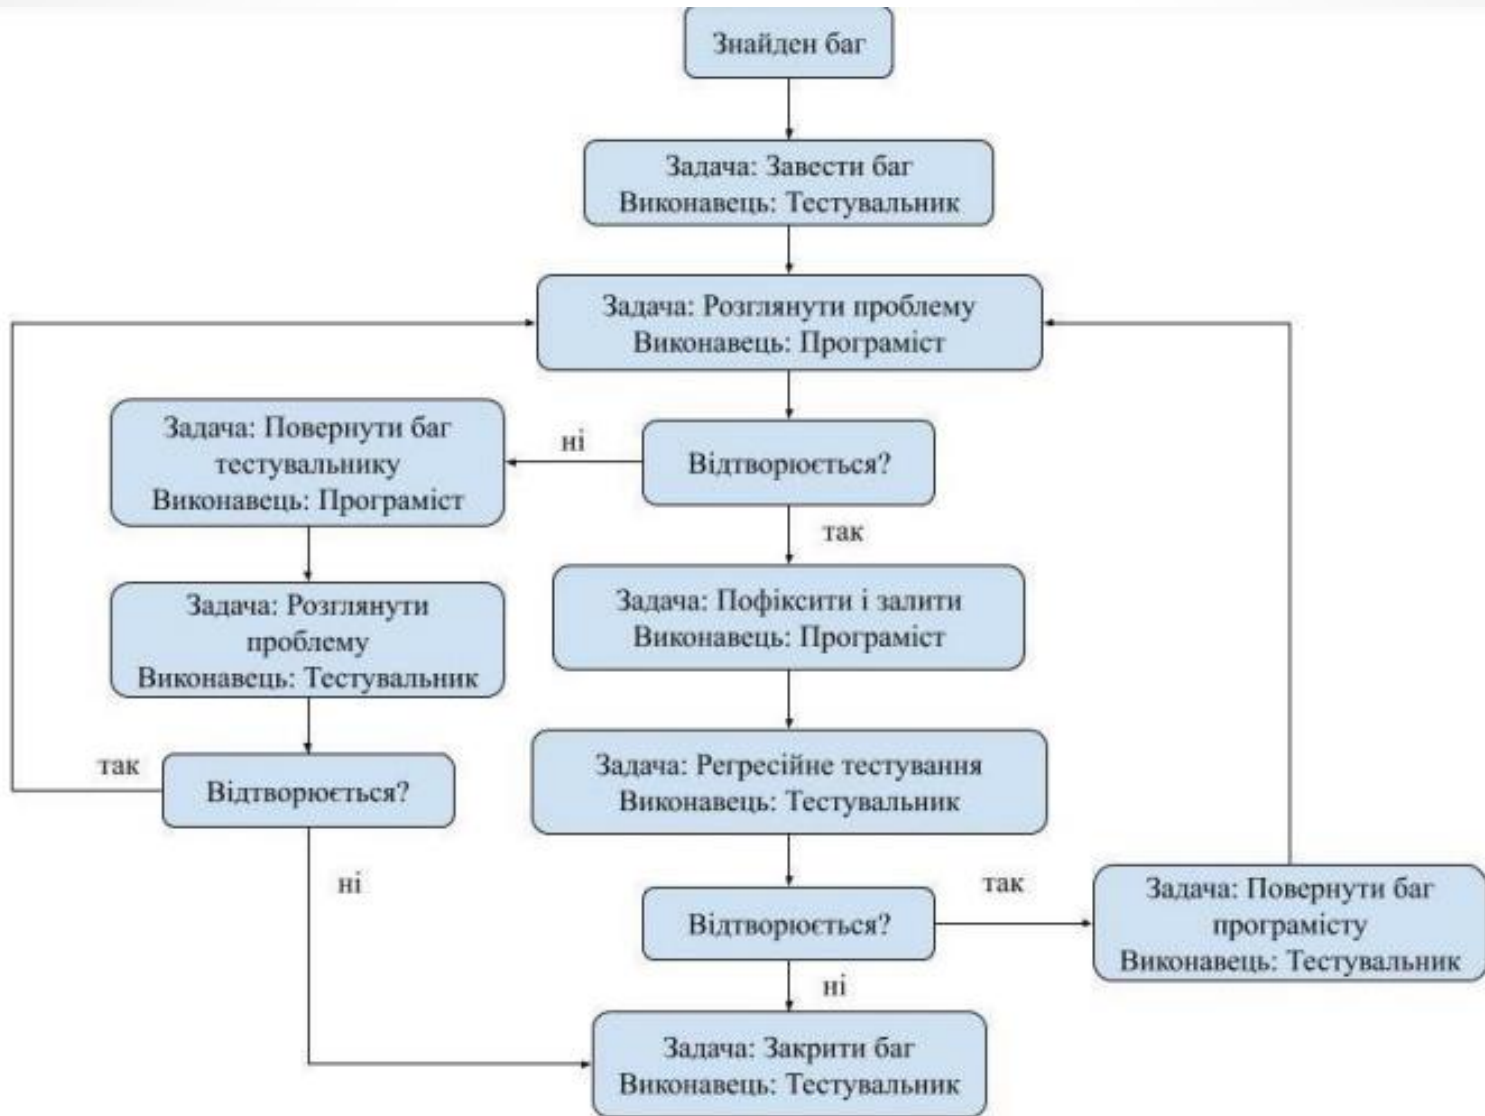 Знайден баг
Задача: Завести баг
Виконавець: Тестувальник
Задача: Розглянути проблему
Виконавець: Програміст
Задача: Повернути баг
тестувальнику
Виконавець: Програміст
ні
Відтворюється?
так
Задача: Розглянути
проблему
Виконавець: Тестувальник
Задача: Пофіксити і залити
Виконавець: Програміст
так
Відтворюється?
Задача: Регресійне тестування
Виконавець: Тестувальник
ні
Відтворюється?
так
Задача: Повернути баг
програмісту
Виконавець: Тестувальник
ні
Задача: Закрити баг
Виконавець: Тестувальник